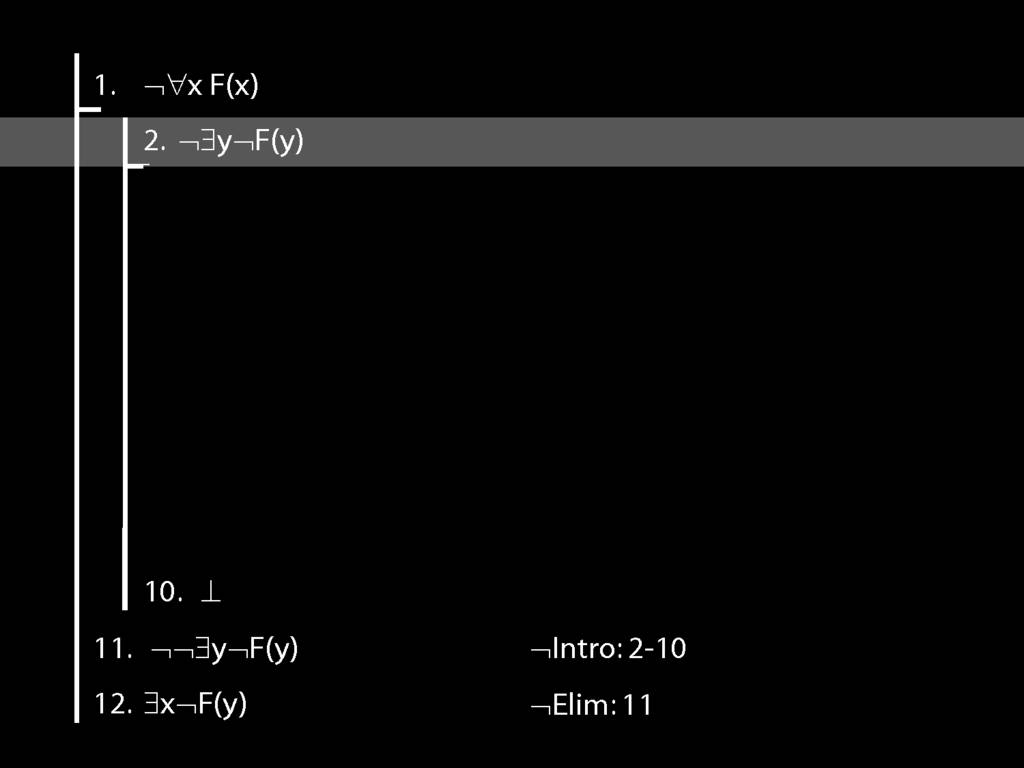 1. ¬∀x F(x)
2. ¬∃y¬F(y)
10. ⊥
11. ¬¬∃y¬F(y) ¬Intro: 2-10
12. ∃x¬F(y) ¬Elim: 11